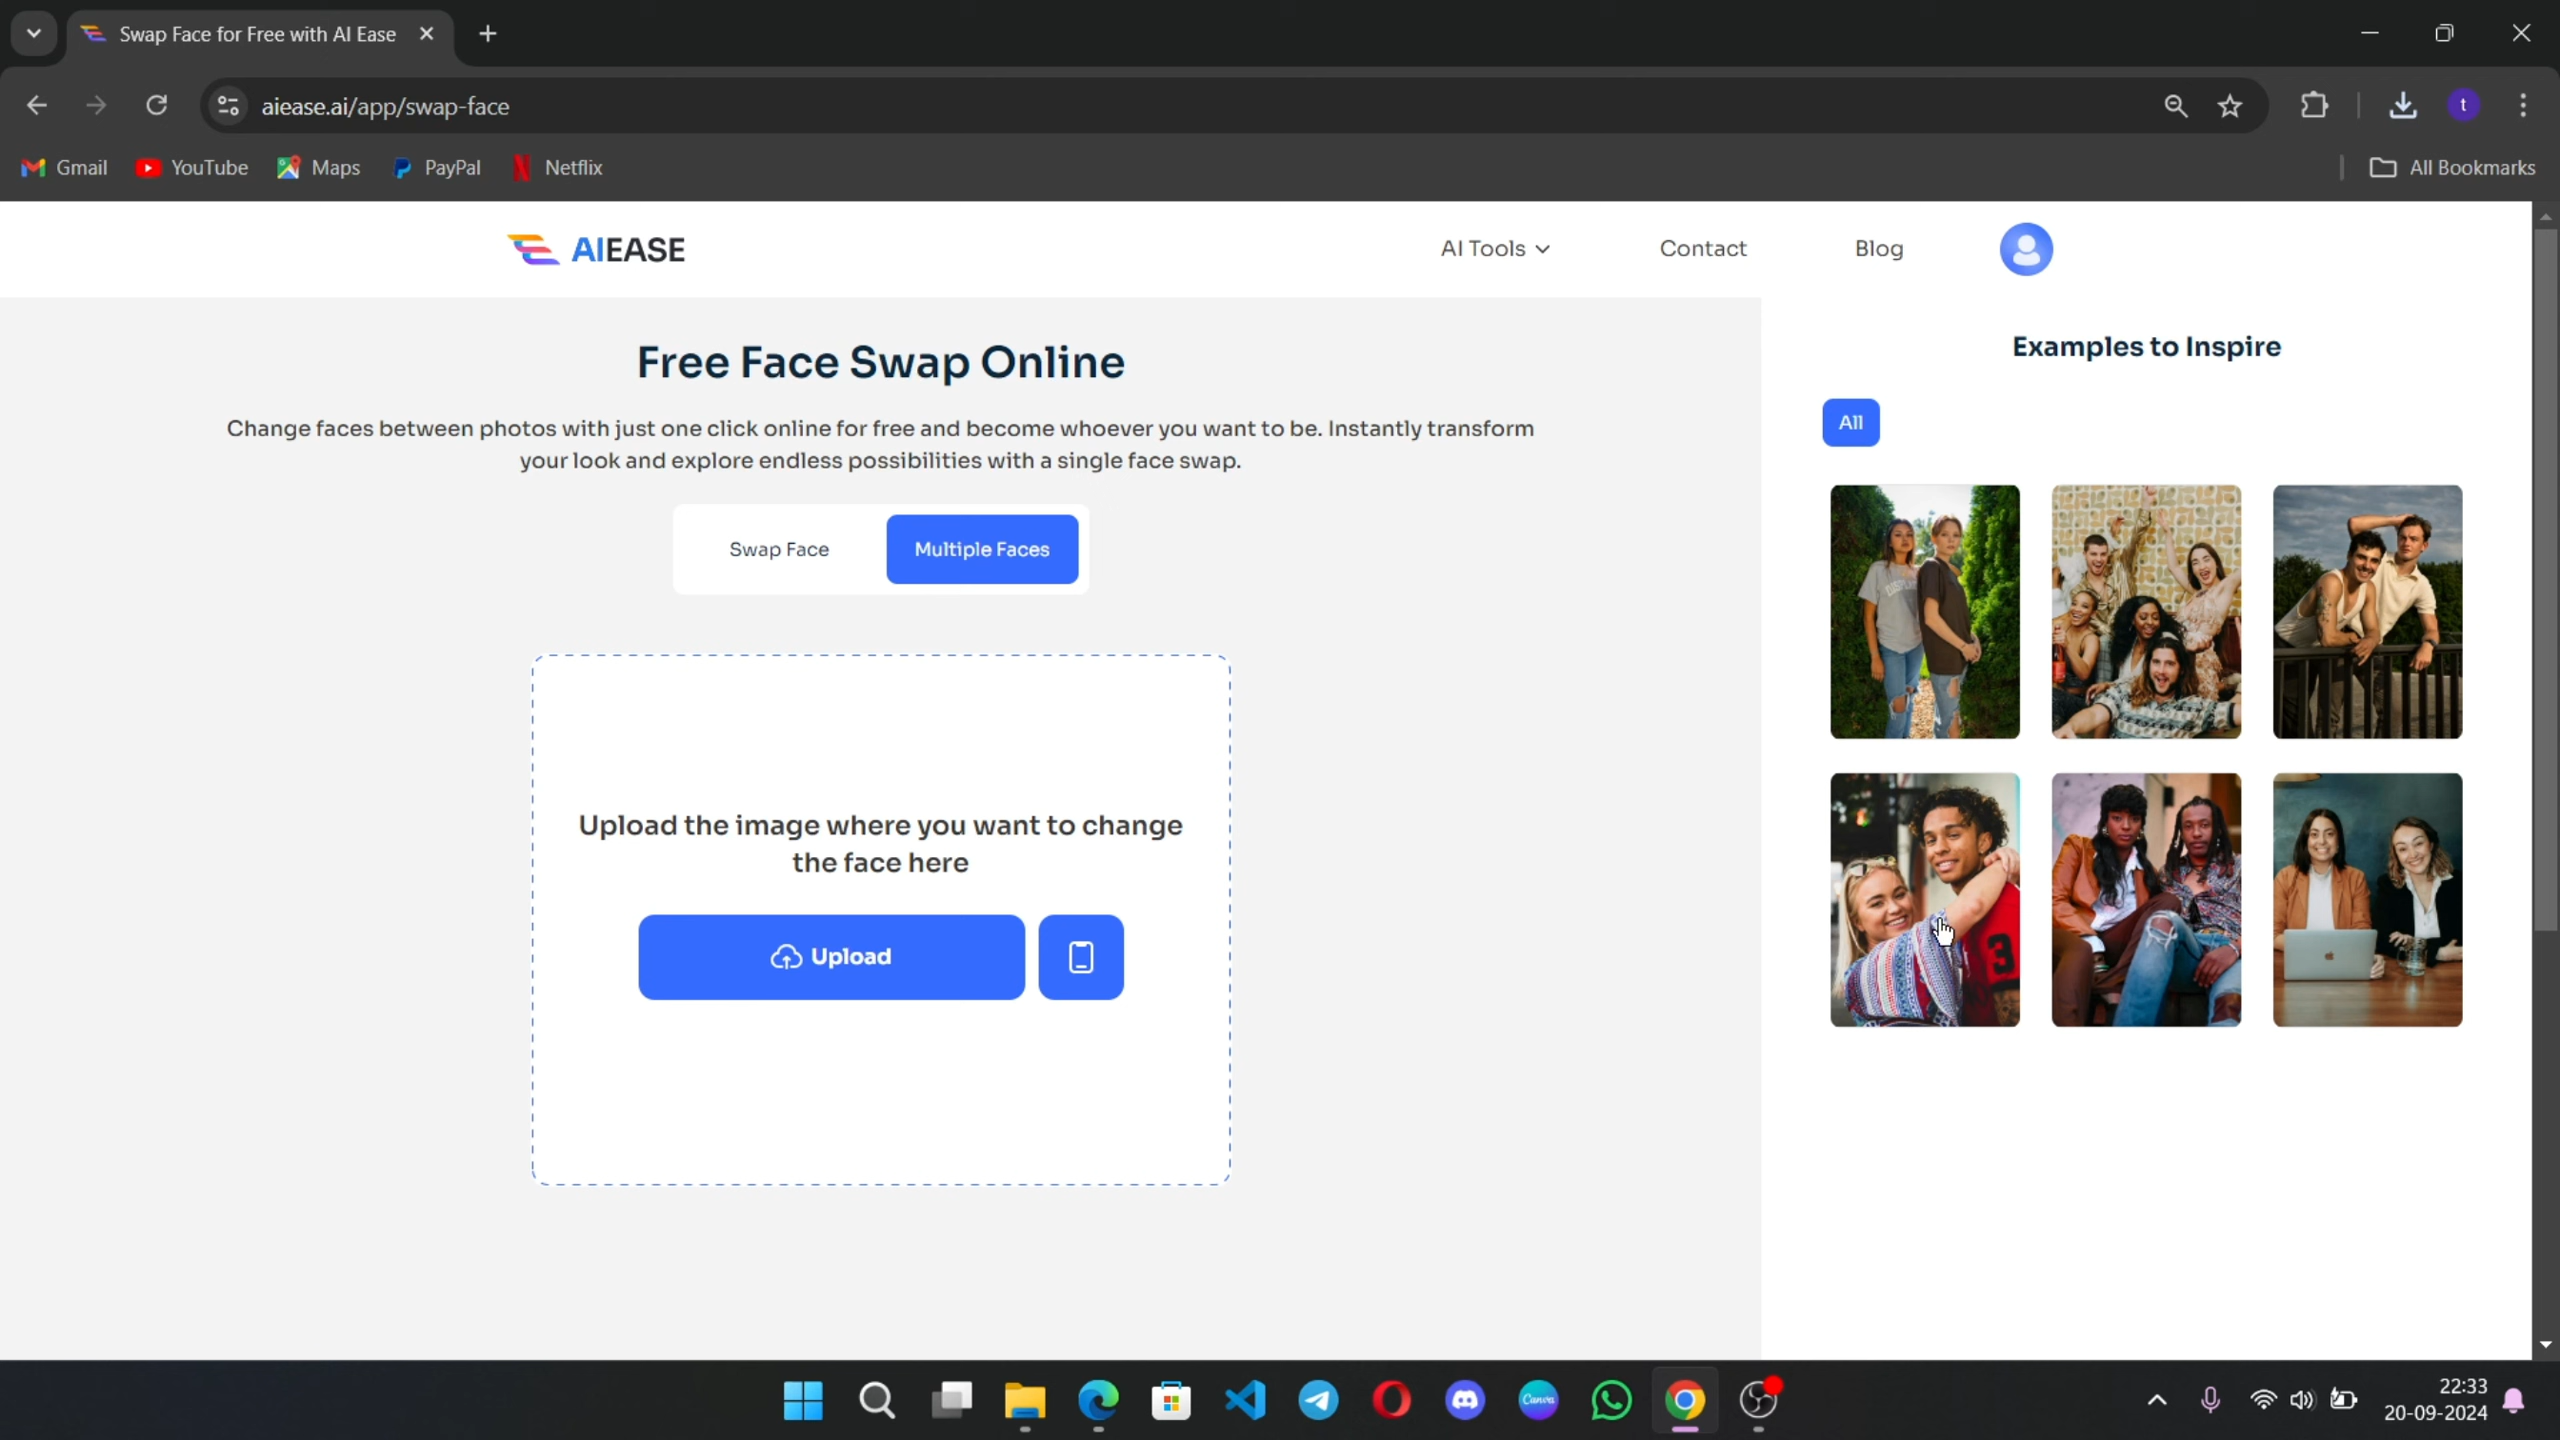 Swap Face for Free with AI Ease
aiease.ai/app/swap-face
t
Gmail
YouTube
Maps
PayPal
Netflix
All Bookmarks
AIEASE
AI Tools
Contact
Blog
Free Face Swap Online
Change faces between photos with just one click online for free and become whoever you want to be. Instantly transform
your look and explore endless possibilities with a single face swap.
Swap Face
Multiple Faces
Upload the image where you want to change
the face here
Upload
Examples to Inspire
All
3
Canva
22:33
20-09-2024